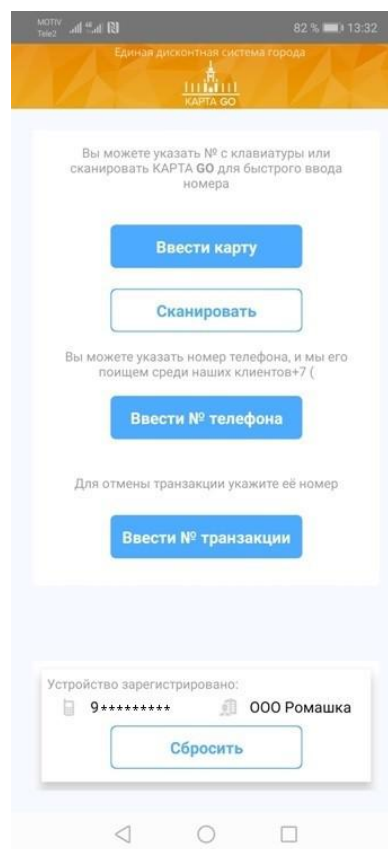 MOTIV
Tele2
46
82 %
13:32
Единая дисконтная система города
КАРТА GO
Вы можете указать № с клавиатуры или
сканировать КАРТА GO для быстрого ввода
номера
Ввести карту
Сканировать
Вы можете указать номер телефона, и мы его
поищем среди наших клиентов+7 (
Ввести № телефона
Для отмены транзакции укажите её номер
Ввести № транзакции
Устройство зарегистрировано:
9********* ООО Ромашка
Сбросить